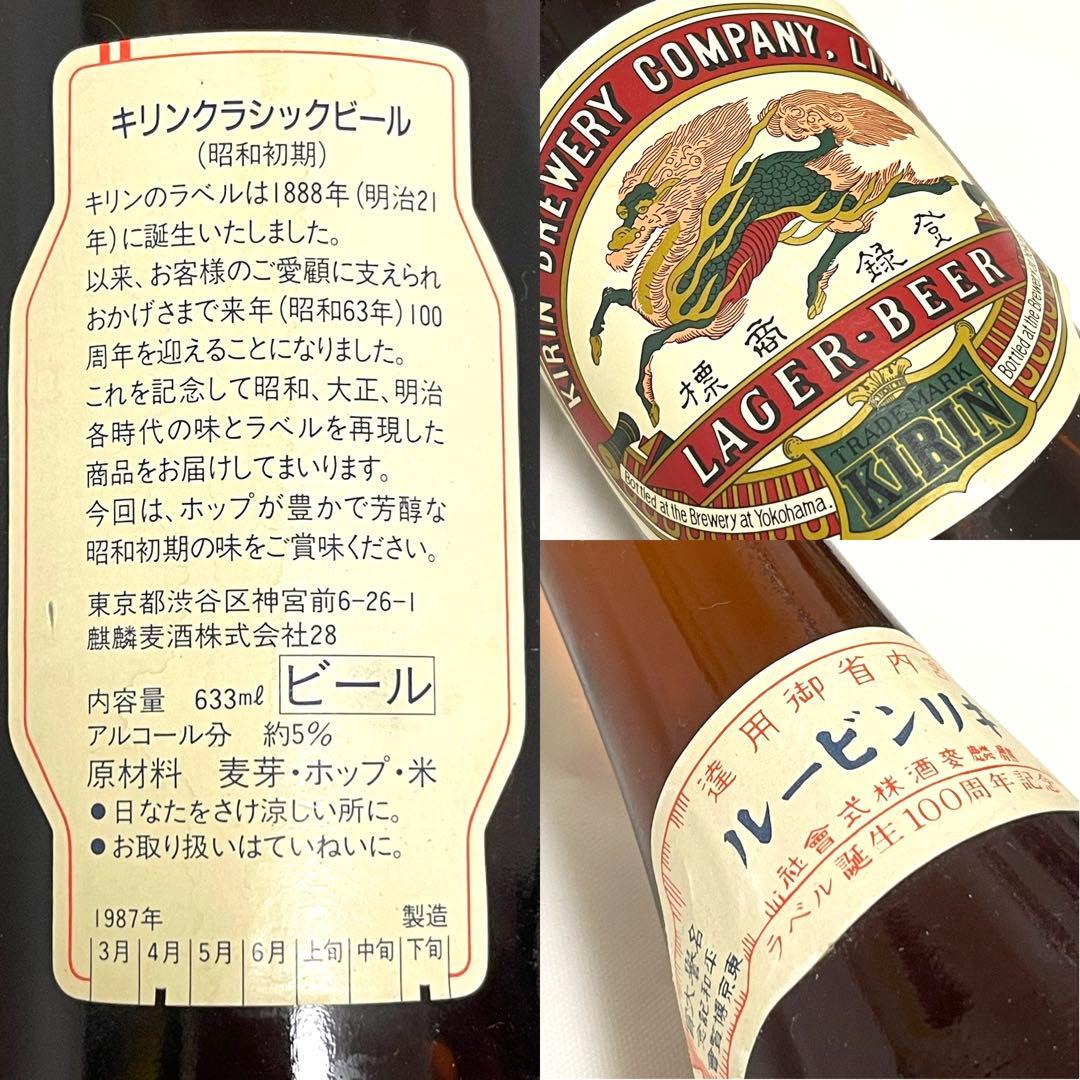 キリンクラシックビール
(昭和初期)
キリンのラベルは1888年(明治21
年)に誕生いたしました。
以来、お客様のご愛顧に支えられ
おかげさまで来年(昭和63年)100
周年を迎えることになりました。
これを記念して昭和、大正、明治
各時代の味とラベルを再現した
商品をお届けしてまいります。
今回は、ホップが豊かで芳醇な
昭和初期の味をご賞味ください。
東京都渋谷区神宮前6-26-1
麒麟麦酒株式会社28
内容量 633ml ビール
アルコール分 約5%
原材料 麦芽・ホップ・米
●日なたをさけ涼しい所に。
●お取り扱いはていねいに。
1987年 製造
3月 4月 5月 6月 上旬 中旬 下旬
KIRIN BREWERY COMPANY, LIM
登録
商標
LAGER-BEER
TRADE MARK
KIRIN
Bottled at the Brewery at Yokohama.
Bottled at the Brewery
達用御省内宮
ルービンリキ
社會式株酒麥麟麒
ラベル誕生100周年記念
東京博覽會
平和記念